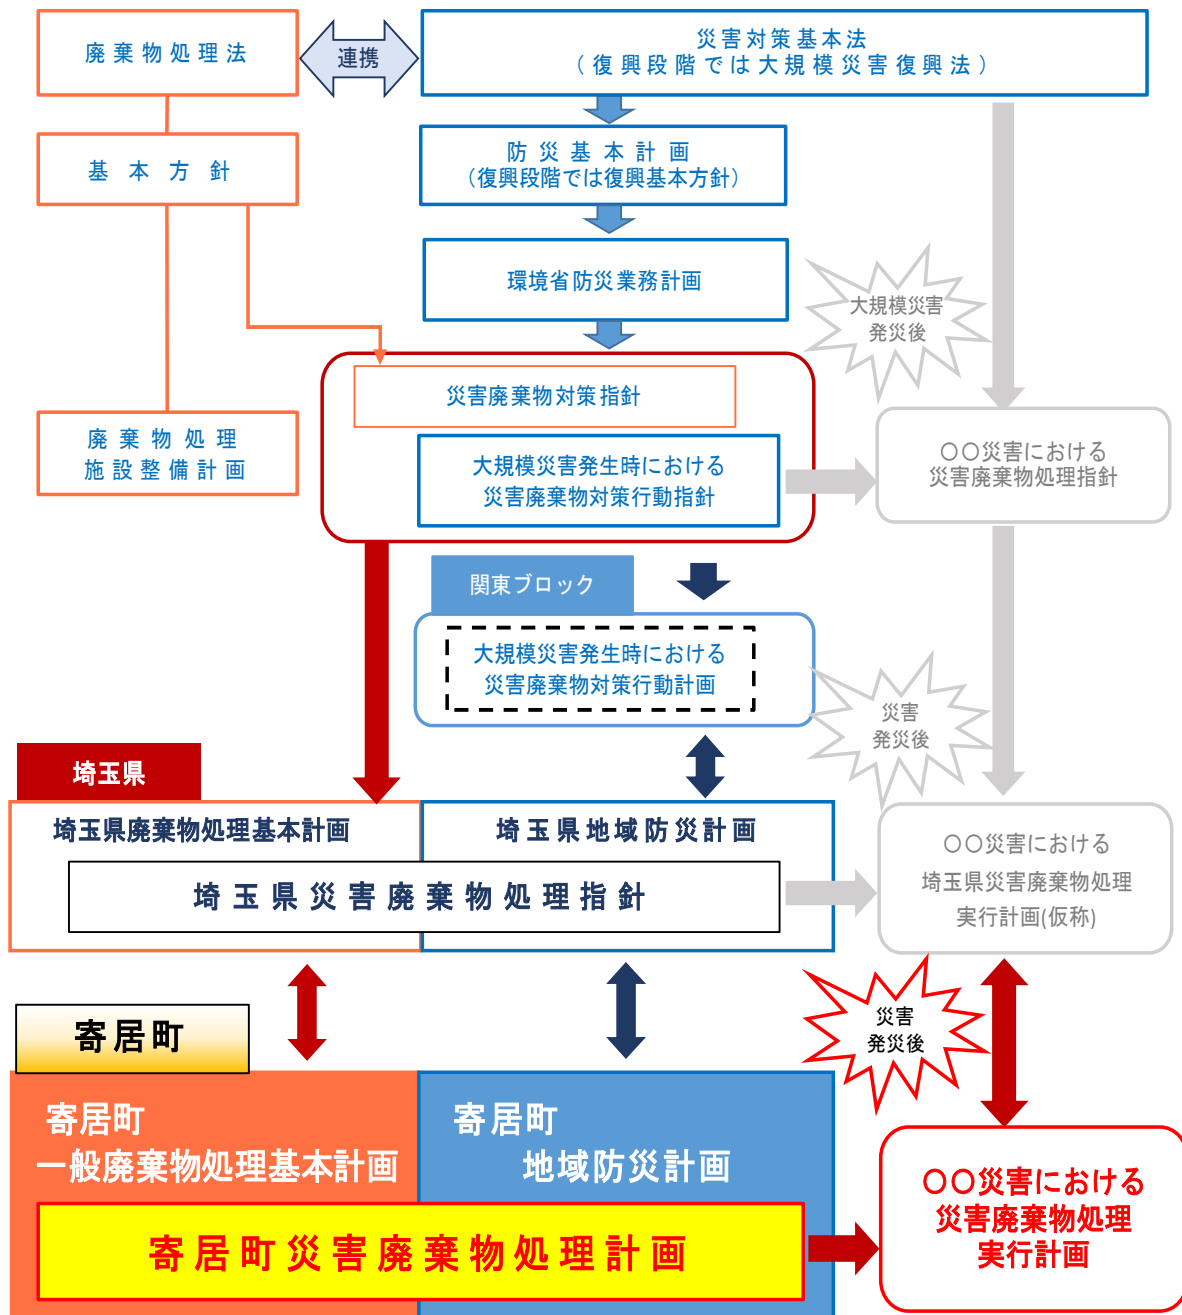 廃棄物処理法
連携
災害対策基本法
（復興段階では大規模災害復興法）
基本方針
防災基本計画
（復興段階では復興基本方針）
環境省防災業務計画
大規模災害
発災後
災害廃棄物対策指針
廃棄物処理
施設整備計画
大規模災害発生時における
災害廃棄物対策行動指針
〇〇災害における
災害廃棄物処理指針
関東ブロック
大規模災害発生時における
災害廃棄物対策行動計画
災害
発災後
埼玉県
埼玉県廃棄物処理基本計画
埼玉県地域防災計画
埼玉県災害廃棄物処理指針
〇〇災害における
埼玉県災害廃棄物処理
実行計画(仮称)
災害
発災後
寄居町
寄居町
一般廃棄物処理基本計画
寄居町
地域防災計画
寄居町災害廃棄物処理計画
〇〇災害における
災害廃棄物処理
実行計画